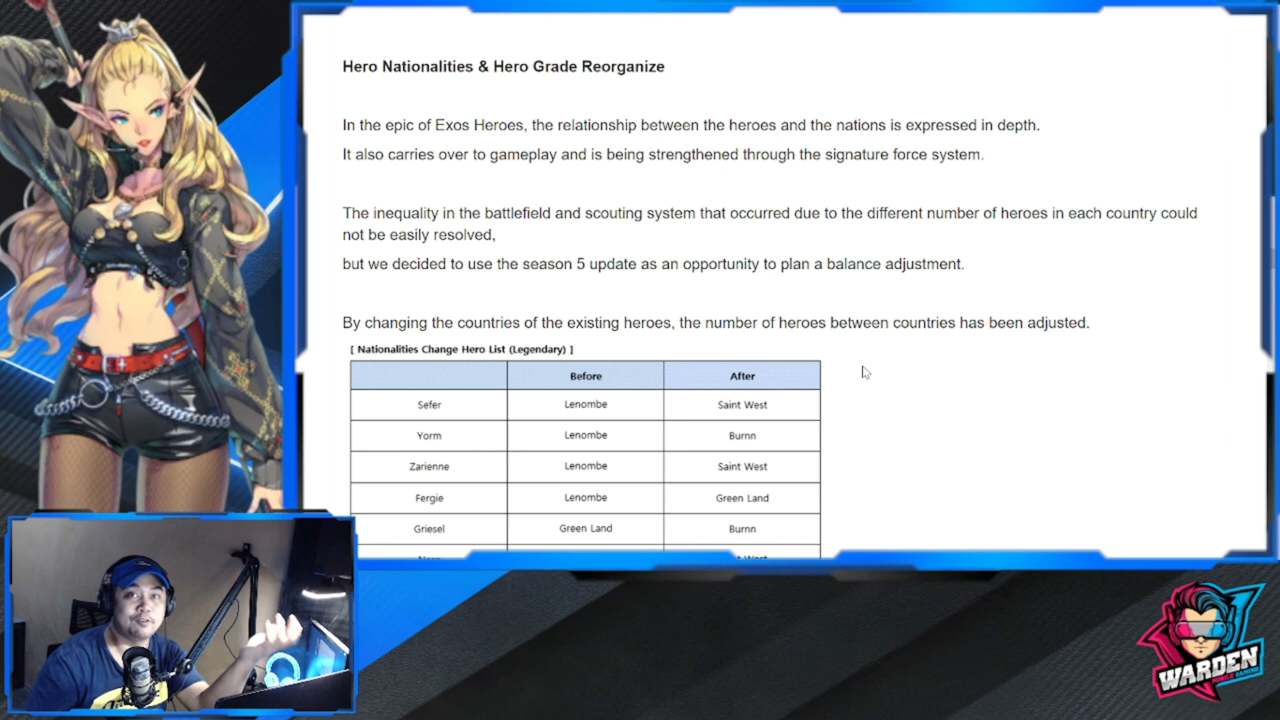 Hero Nationalities & Hero Grade Reorganize
In the epic of Exos Heroes, the relationship between the heroes and the nations is expressed in depth.
It also carries over to gameplay and is being strengthened through the signature force system.
The inequality in the battlefield and scouting system that occurred due to the different number of heroes in each country could
not be easily resolved,
but we decided to use the season 5 update as an opportunity to plan a balance adjustment.
By changing the countries of the existing heroes, the number of heroes between countries has been adjusted.
[ Nationalities Change Hero List (Legendary) ]
Before After
Sefer Lenombe Saint West
Yorm Lenombe Burnn
Zarienne Lenombe Saint West
Fergie Lenombe Green Land
Griesel Green Land Burnn
West
WARDEN
MOBILE GAMING